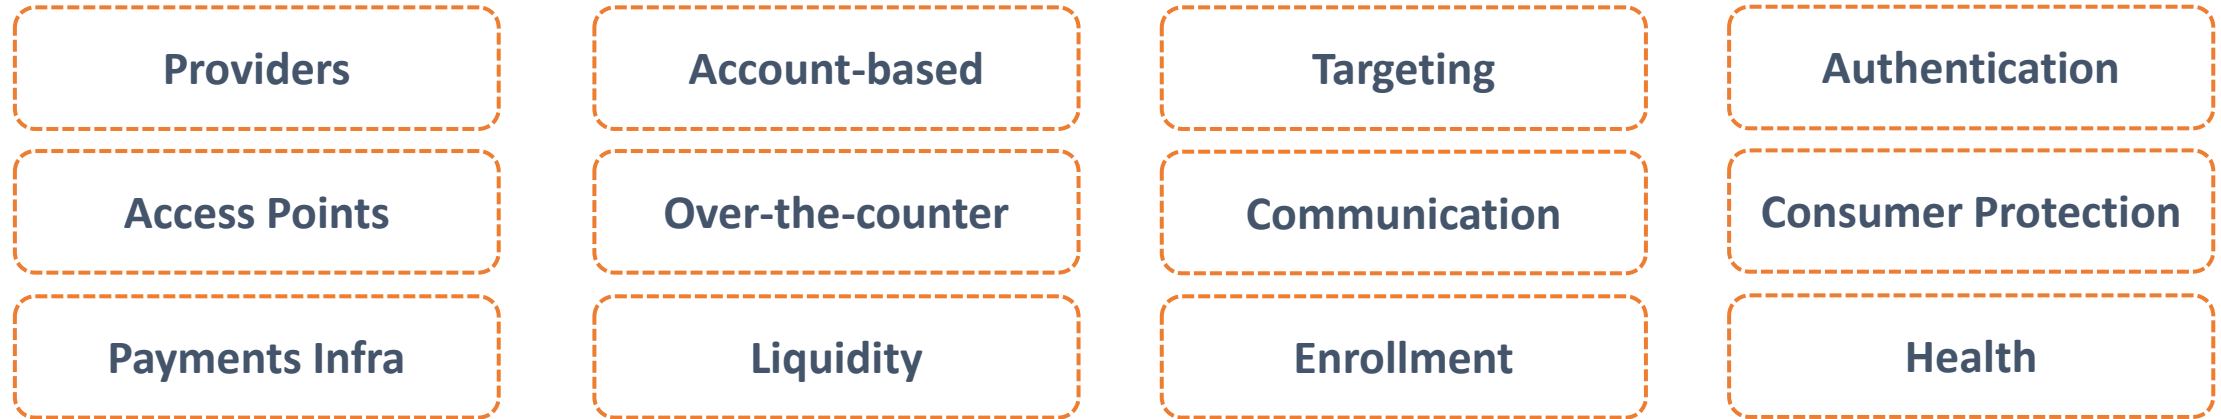 Providers
Account-based
Targeting
Authentication
Access Points
Over-the-counter
Communication
Consumer Protection
Payments Infra
Liquidity
Enrollment
Health